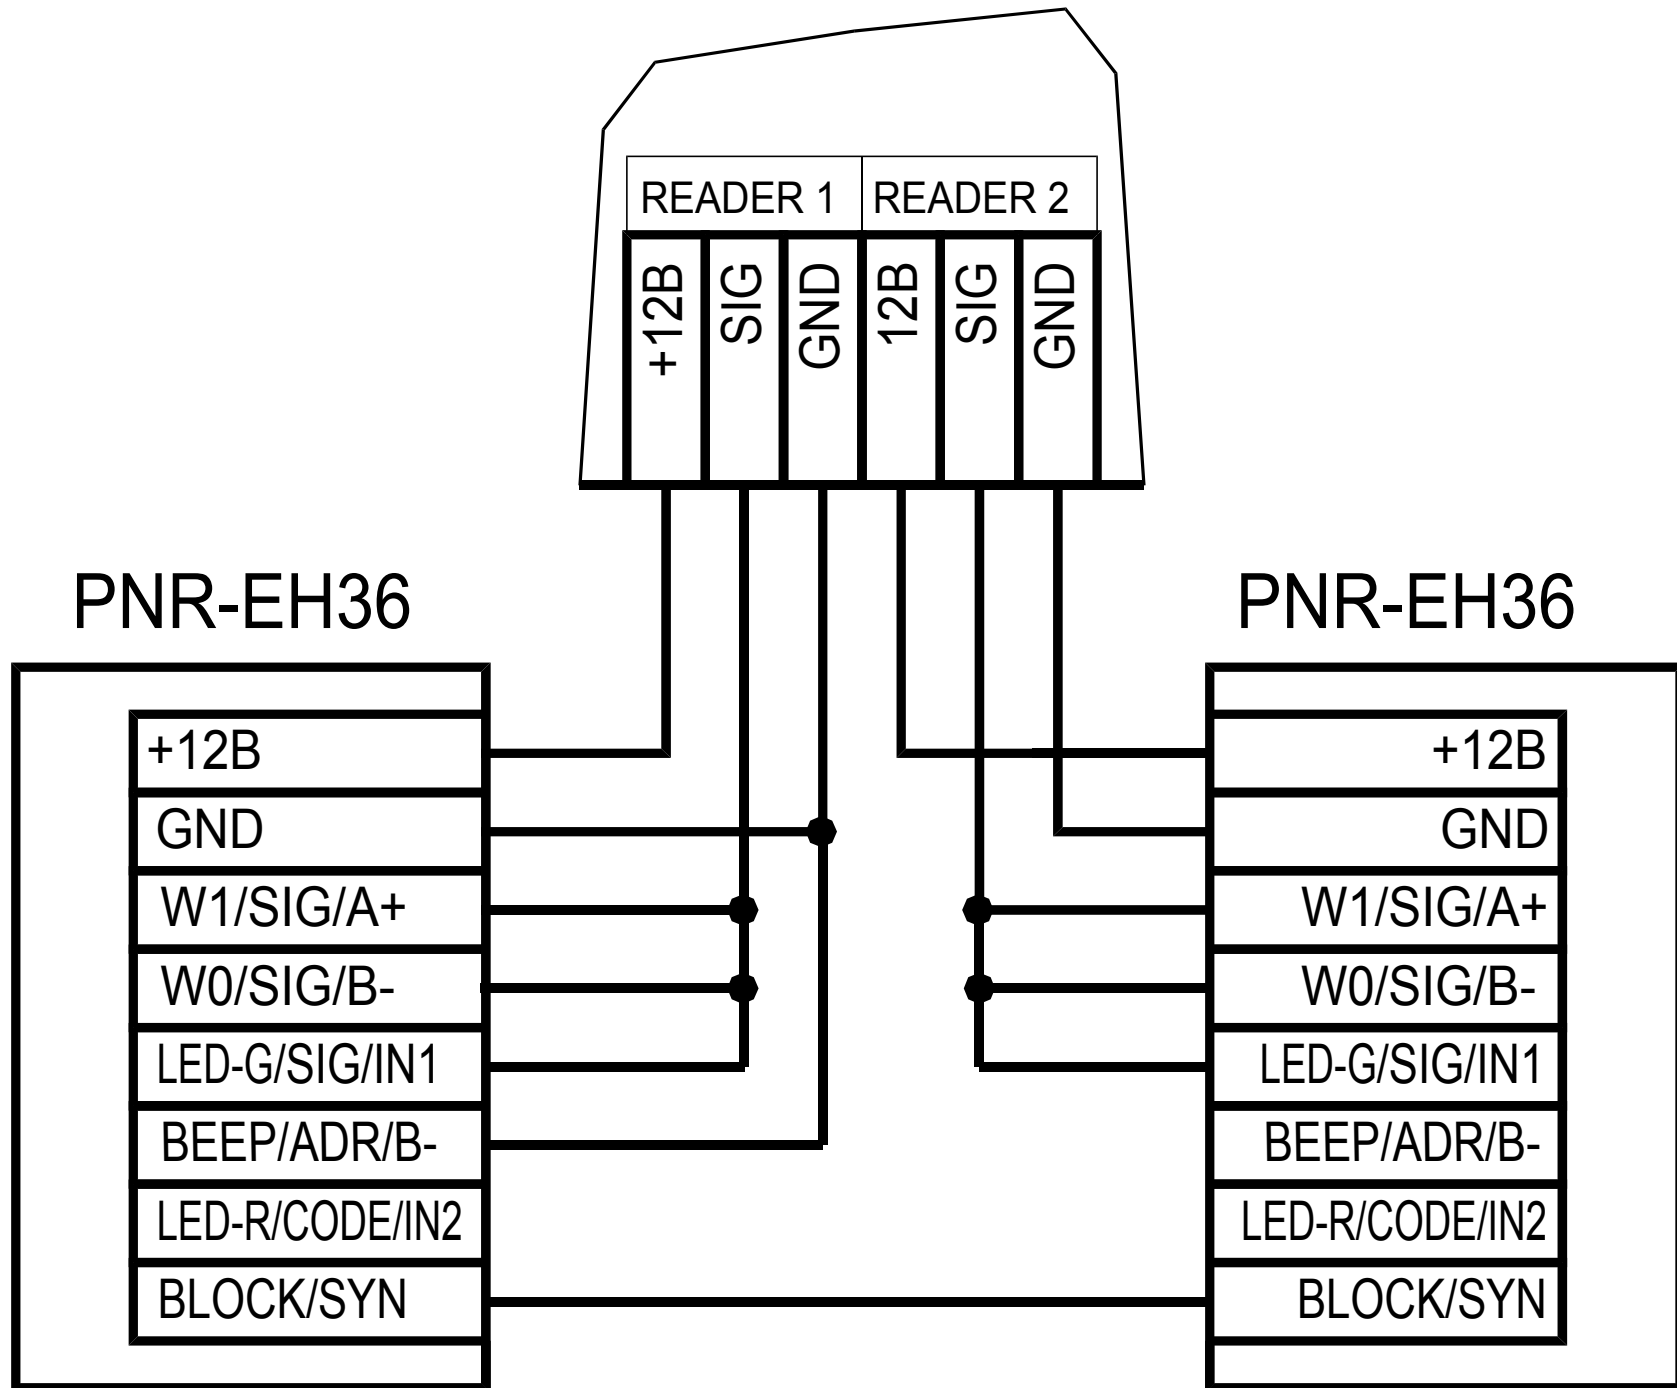 READER 1
READER 2
+12B
SIG
GND
12B
SIG
GND
PNR-EH36
PNR-EH36
+12B
GND
W1/SIG/A+
W0/SIG/B-
LED-G/SIG/IN1
BEEP/ADR/B-
LED-R/CODE/IN2
BLOCK/SYN
+12B
GND
W1/SIG/A+
W0/SIG/B-
LED-G/SIG/IN1
BEEP/ADR/B-
LED-R/CODE/IN2
BLOCK/SYN